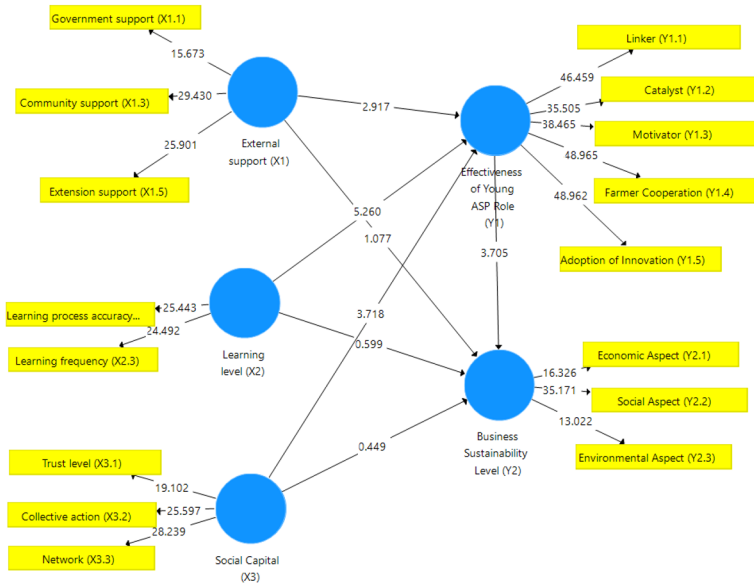 Government support (X1.1)
15.673
Community support (X1.3)
29.430
25.901
Extension support (X1.5)
External
support (X1)
2.917
5.260
1.077
3.718
Learning process accuracy...
25.443
24.492
Learning frequency (X2.3)
Learning
level (X2)
0.599
0.449
Trust level (X3.1)
19.102
Collective action (X3.2)
25.597
28.239
Network (X3.3)
Social Capital
(X3)
Effectiveness
of Young
ASP Role
(Y1)
3.705
Linker (Y1.1)
46.459
Catalyst (Y1.2)
35.505
38.465
Motivator (Y1.3)
48.965
Farmer Cooperation (Y1.4)
48.962
Adoption of Innovation (Y1.5)
Business
Sustainability
Level (Y2)
Economic Aspect (Y2.1)
16.326
35.171
Social Aspect (Y2.2)
13.022
Environmental Aspect (Y2.3)